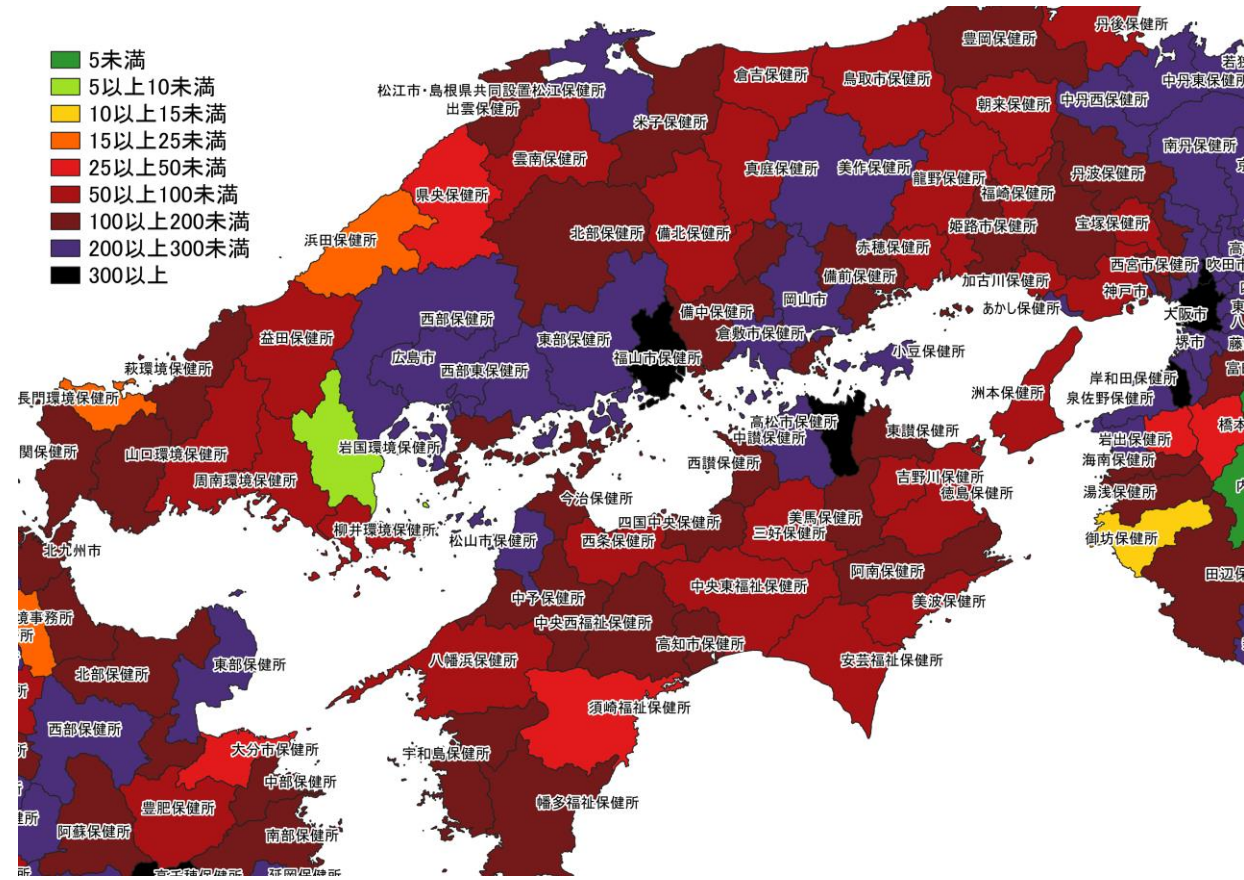 5未満
5以上10未満
10以上15未満
15以上25未満
25以上50未満
50以上100未満
100以上200未満
200以上300未満
300以上
丹後保健所
豊岡保健所
若狭
倉吉保健所
鳥取市保健所
中丹東保健所
松江市・島根県共同設置松江保健所
朝来保健所
中丹西保健所
出雲保健所
米子保健所
南丹保健所
雲南保健所
真庭保健所
美作保健所
龍野保健所
丹波保健所
県央保健所
福崎保健所
浜田保健所
北部保健所
備北保健所
姫路市保健所
宝塚保健所
赤穂保健所
西宮市保健所
吹田市
備前保健所
加古川保健所
神戸市
岡山市
あかし保健所
大阪市
西部保健所
備中保健所
益田保健所
東部保健所
倉敷市保健所
堺市
藤
広島市
福山市保健所
小豆保健所
萩環境保健所
西部東保健所
岸和田保健所
長門環境保健所
洲本保健所
泉佐野保健所
高松市保健所
東讃保健所
橋本
中讃保健所
岩出保健所
関保健所
山口環境保健所
岩国環境保健所
西讃保健所
海南保健所
周南環境保健所
吉野川保健所
徳島保健所
湯浅保健所
今治保健所
美馬保健所
四国中央保健所
柳井環境保健所
松山市保健所
西条保健所
三好保健所
御坊保健所
北九州市
阿南保健所
田辺保
中央東福祉保健所
中予保健所
美波保健所
境事務所
中央西福祉保健所
高知市保健所
北部保健所
東部保健所
八幡浜保健所
安芸福祉保健所
須崎福祉保健所
西部保健所
大分市保健所
宇和島保健所
中部保健所
幡多福祉保健所
豊肥保健所
阿蘇保健所
南部保健所
高千穂保健所
延岡保健所